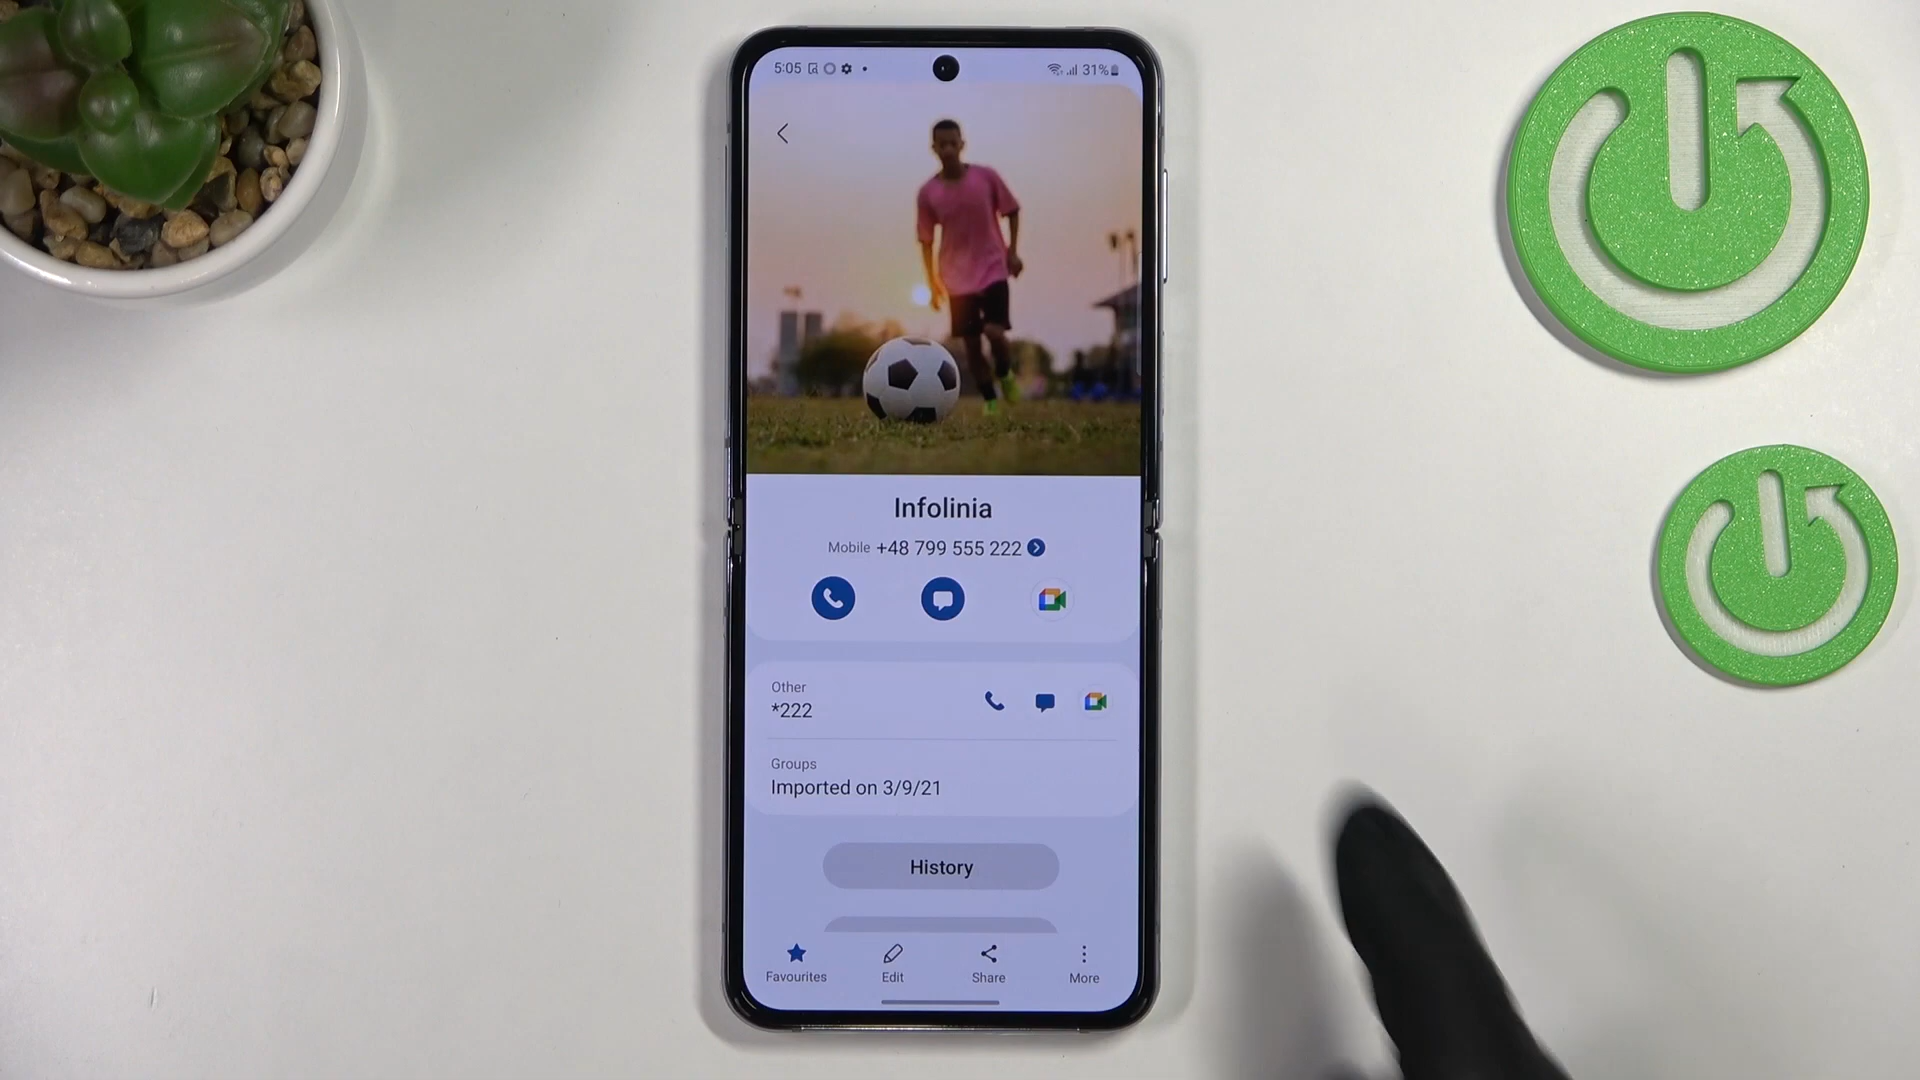 5:05
31%
Infolinia
Mobile +48 799 555 222
Other
*222
Groups
Imported on 3/9/21
History
Favourites Edit Share More